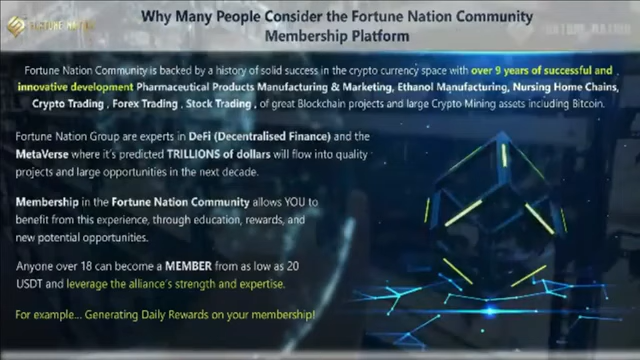 FORTUNE NATION
Why Many People Consider the Fortune Nation Community
Membership Platform
Fortune Nation Community is backed by a history of solid success in the crypto currency space with over 9 years of successful and
innovative development Pharmaceutical Products Manufacturing & Marketing, Ethanol Manufacturing, Nursing Home Chains,
Crypto Trading , Forex Trading , Stock Trading , of great Blockchain projects and large Crypto Mining assets including Bitcoin.
Fortune Nation Group are experts in DeFi (Decentralised Finance) and the
MetaVerse where it's predicted TRILLIONS of dollars will flow into quality
projects and large opportunities in the next decade.
Membership in the Fortune Nation Community allows YOU to
benefit from this experience, through education, rewards, and
new potential opportunities.
Anyone over 18 can become a MEMBER from as low as 20
USDT and leverage the alliance's strength and expertise.
For example... Generating Daily Rewards on your membership!